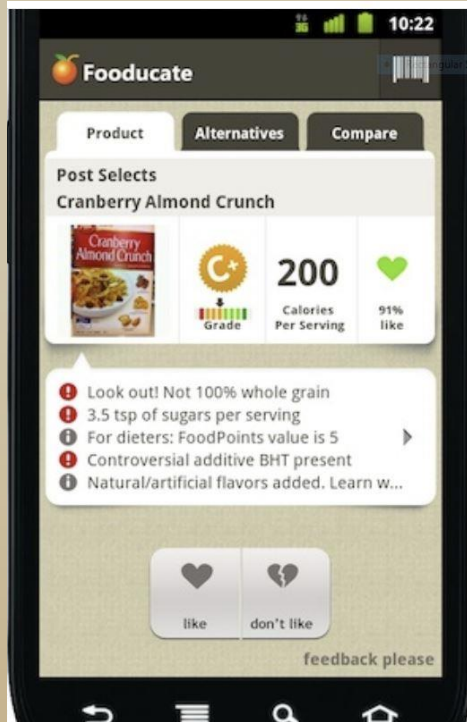 3G 10:22
Fooducate
Rectangular
Product Alternatives Compare
Post Selects
Cranberry Almond Crunch
Cranberry
Almond Crunch
C+
Grade
200
Calories
Per Serving
91%
like
Look out! Not 100% whole grain
3.5 tsp of sugars per serving
For dieters: FoodPoints value is 5
Controversial additive BHT present
Natural/artificial flavors added. Learn w...
like don't like
feedback please